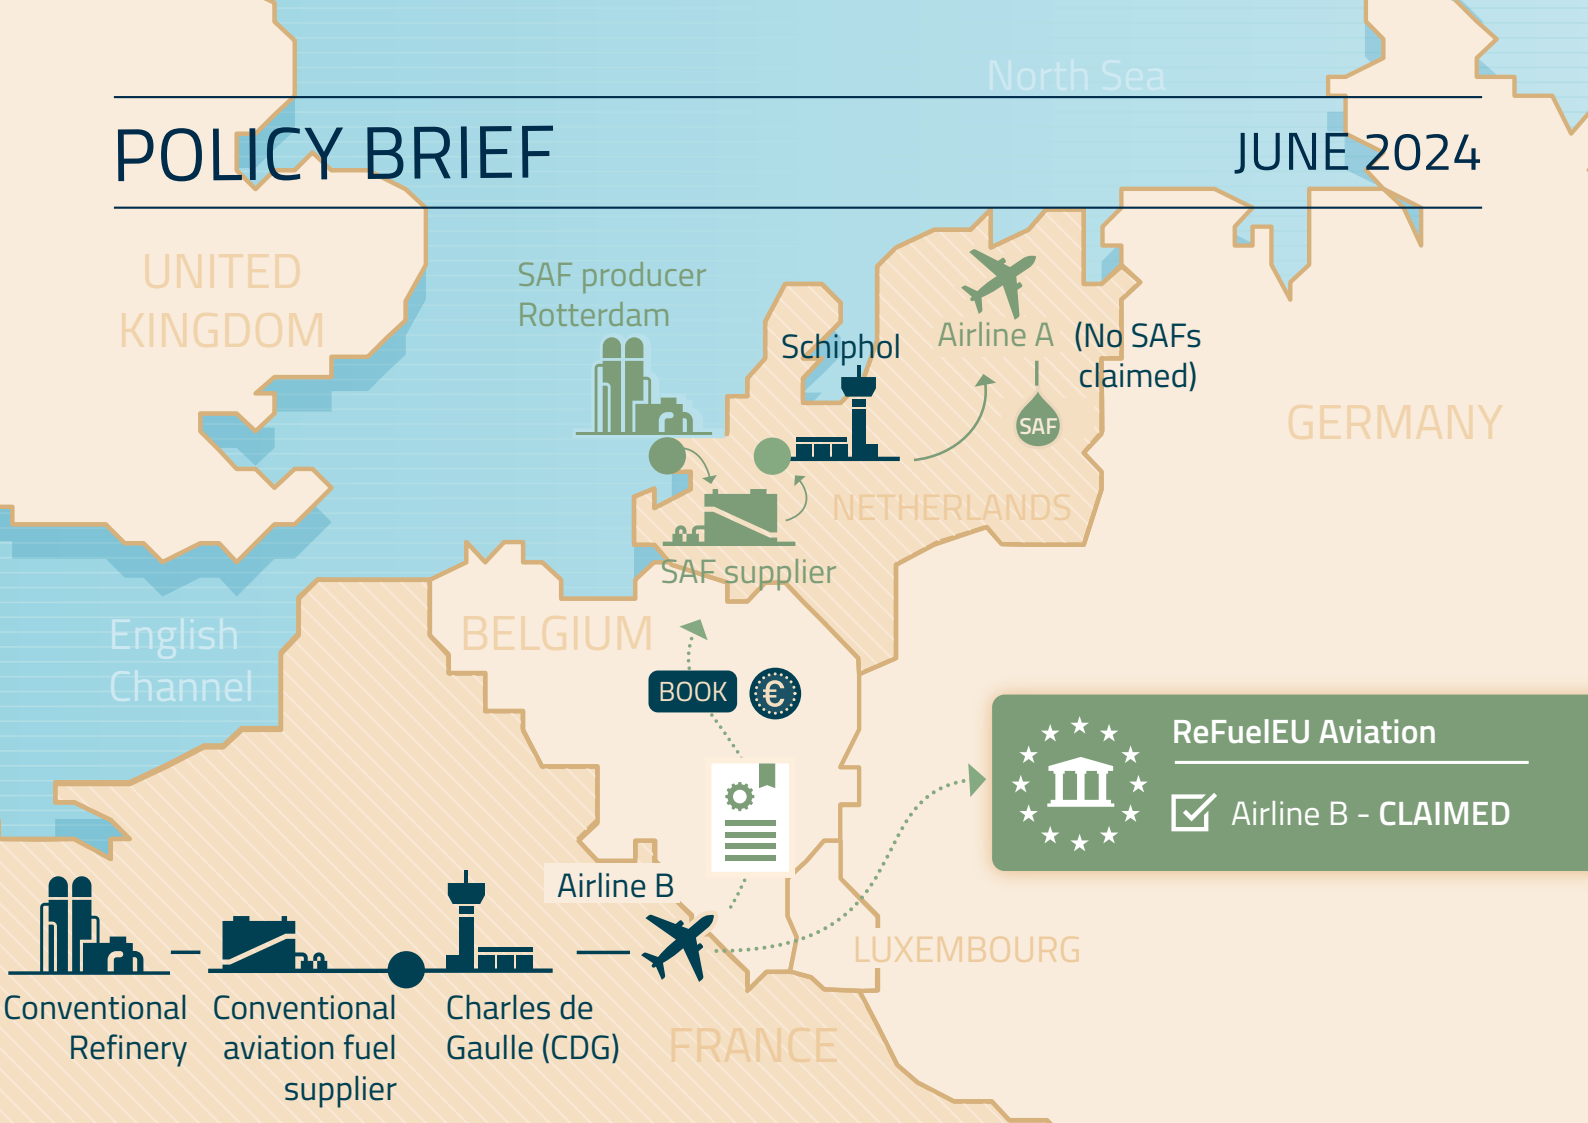 North Sea
POLICY BRIEF
JUNE 2024
UNITED
KINGDOM
SAF producer
Rotterdam
Schiphol
Airline A
(No SAFs
claimed)
SAF
GERMANY
NETHERLANDS
SAF supplier
BELGIUM
English
Channel
BOOK
€
ReFuelEU Aviation
Airline B - CLAIMED
Airline B
LUXEMBOURG
Conventional
Refinery
Conventional
aviation fuel
supplier
Charles de
Gaulle (CDG)
FRANCE